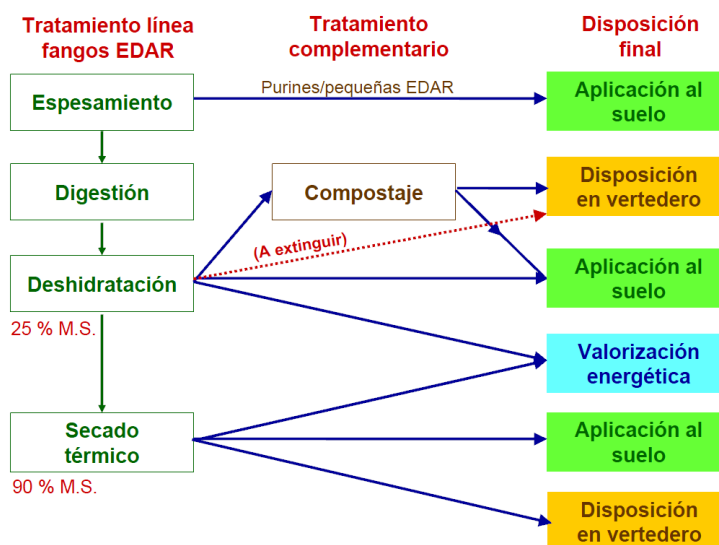 Tratamiento línea
fangos EDAR
Tratamiento
complementario
Disposición
final
Espesamiento
Purines/pequeñas EDAR
Aplicación al
suelo
Digestión
Compostaje
Disposición
en vertedero
(A extinguir)
Deshidratación
Aplicación al
suelo
25 % M.S.
Valorización
energética
Secado
térmico
Aplicación al
suelo
90 % M.S.
Disposición
en vertedero